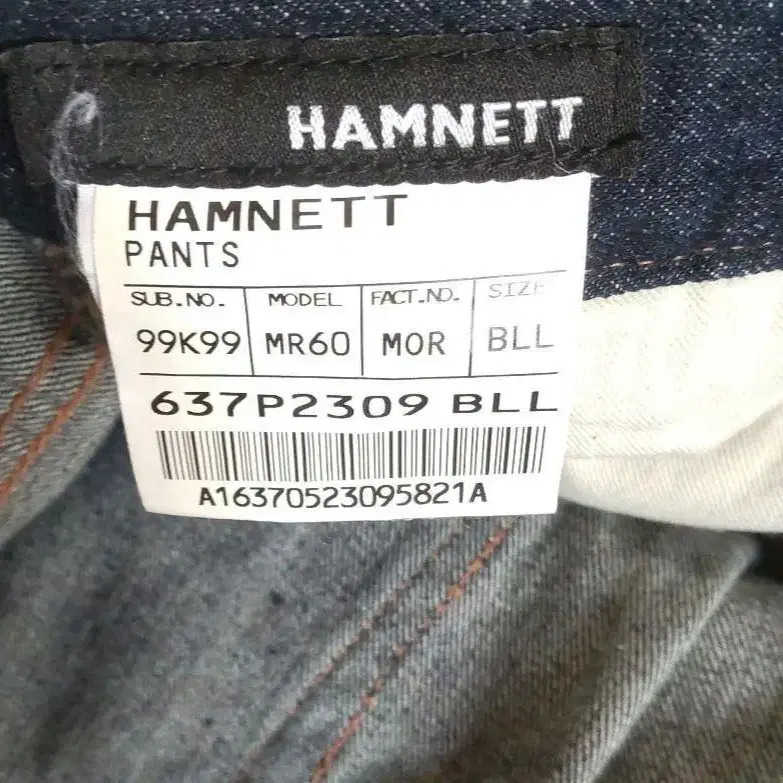 HAMNETT
HAMNETT
PANTS
SUB.NO. MODEL FACT.NO. SIZE
99K99 MR60 MOR BLL
637P2309 BLL
A16370523095821A